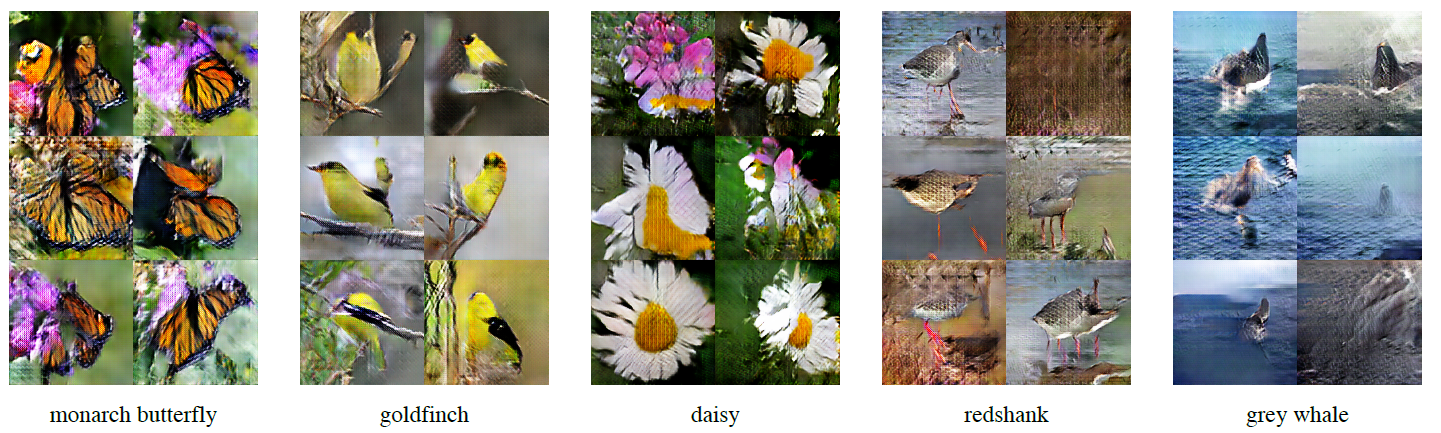 monarch butterfly
goldfinch
daisy
redshank
grey whale